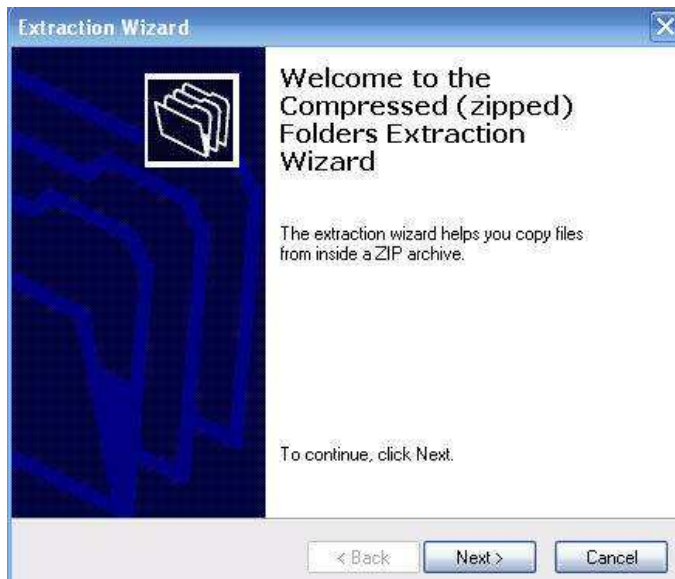 Extraction Wizard
Welcome to the
Compressed (zipped)
Folders Extraction
Wizard
The extraction wizard helps you copy files
from inside a ZIP archive.
To continue, click Next.
< Back
Next >
Cancel